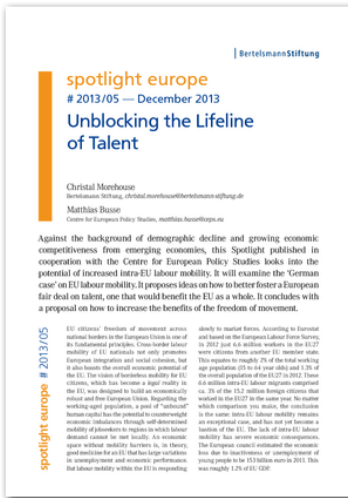 BertelsmannStiftung
spotlight europe
# 2013/05 — December 2013
Unblocking the Lifeline
of Talent
Christal Morehouse
Bertelsmann Stiftung, christal.morehouse@bertelsmann-stiftung.de
Matthias Busse
Centre for European Policy Studies, matthias.busse@ceps.eu
Against the background of demographic decline and growing economic
competitiveness from emerging economies, this Spotlight published in
cooperation with the Centre for European Policy Studies looks into the
potential of increased intra-EU labour mobility. It will examine the ‘German
case’ on EU labour mobility. It proposes ideas on how to better foster a European
fair deal on talent, one that would benefit the EU as a whole. It concludes with
a proposal on how to increase the benefits of the freedom of movement.
spotlight europe # 2013/05
EU citizens' freedom of movement across
national borders in the European Union is one of
its fundamental principles. Cross-border labour
mobility of EU nationals not only promotes
European integration and social cohesion, but
it also boosts the overall economic potential of
the EU. The vision of borderless mobility for EU
citizens, which has become a legal reality in
the EU, was designed to build an economically
robust and free European Union. Regarding the
working-aged population, a pool of "unbound"
human capital has the potential to counterweight
economic imbalances through self-determined
mobility of jobseekers to regions in which labour
demand cannot be met locally. An economic
space without mobility barriers is, in theory,
good medicine for an EU that has large variations
in unemployment and economic performance.
But labour mobility within the EU is responding
slowly to market forces. According to Eurostat
and based on the European Labour Force Survey,
in 2012 just 6.6 million workers in the EU27
were citizens from another EU member state.
This equates to roughly 2% of the total working
age population (15 to 64 year olds) and 1.3% of
the overall population of the EU27 in 2012. These
6.6 million intra-EU labour migrants comprised
ca. 3% of the 15.2 million foreign citizens that
worked in the EU27 in the same year. No matter
which comparison you make, the conclusion
is the same: intra-EU labour mobility remains
an exceptional case, and has not yet become a
bastion of the EU. The lack of intra-EU labour
mobility has severe economic consequences.
The European council estimated the economic
loss due to inactiveness or unemployment of
young people to be 153 billion euro in 2011. This
was roughly 1.2% of EU GDP.